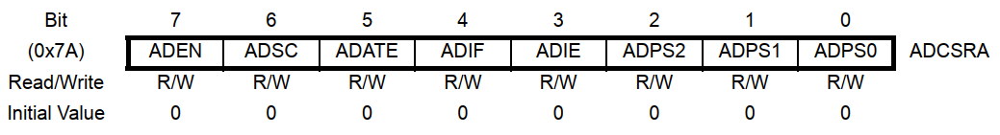 Bit 7 6 5 4 3 2 1 0
(0x7A) ADEN ADSC ADATE ADIF ADIE ADPS2 ADPS1 ADPS0 ADCSRA
Read/Write R/W R/W R/W R/W R/W R/W R/W R/W
Initial Value 0 0 0 0 0 0 0 0